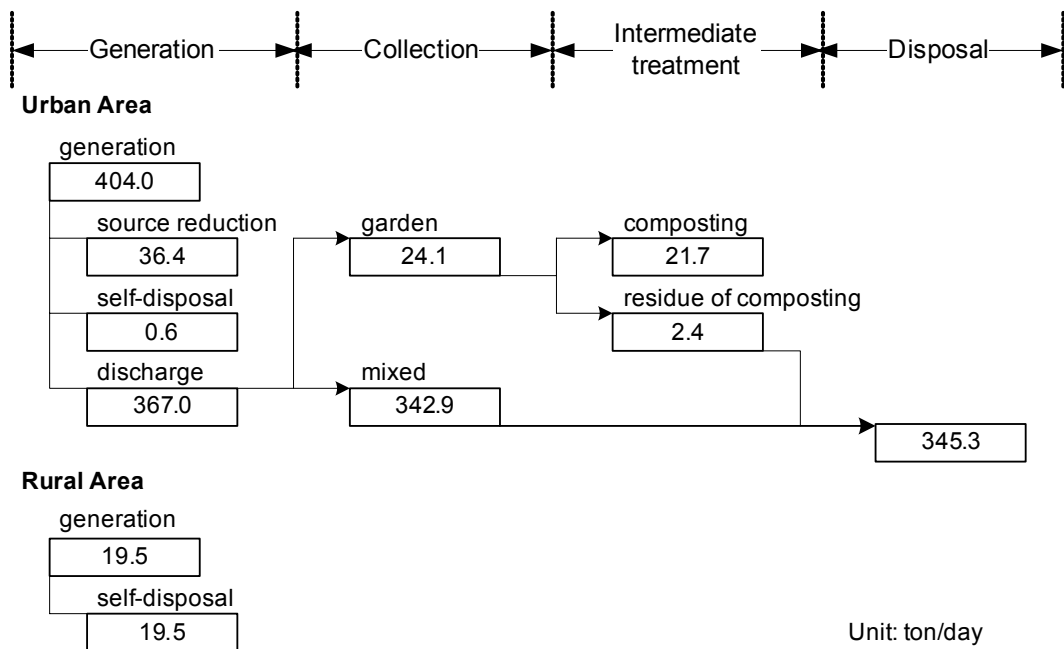 Generation Collection Intermediate treatment Disposal
Urban Area
generation
404.0
source reduction garden composting
36.4 24.1 21.7
self-disposal residue of composting
0.6 2.4
discharge mixed
367.0 342.9
345.3
Rural Area
generation
19.5
self-disposal
19.5
Unit: ton/day